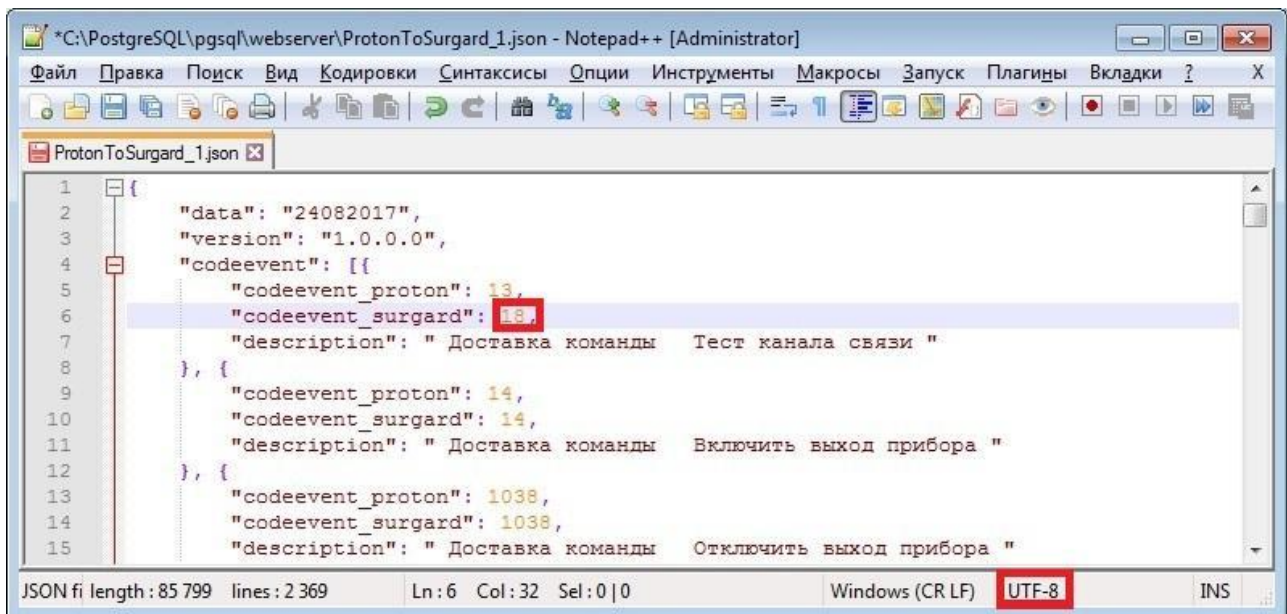 *C:\PostgreSQL\pgsql\webserver\ProtonToSurgard_1.json - Notepad++ [Administrator]
Файл Правка Поиск Вид Кодировки Синтаксисы Опции Инструменты Макросы Запуск Плагины Вкладки ? X
ProtonToSurgard_1.json
1 {
2 "data": "24082017",
3 "version": "1.0.0.0",
4 "codeevent": [{
5 "codeevent_proton": 13,
6 "codeevent_surgard": 18,
7 "description": " Доставка команды   Тест канала связи "
8 }, {
9 "codeevent_proton": 14,
10 "codeevent_surgard": 14,
11 "description": " Доставка команды   Включить выход прибора "
12 }, {
13 "codeevent_proton": 1038,
14 "codeevent_surgard": 1038,
15 "description": " Доставка команды   Отключить выход прибора "
JSON fi length : 85 799 lines : 2 369 Ln : 6 Col : 32 Sel : 0 | 0 Windows (CR LF) UTF-8 INS